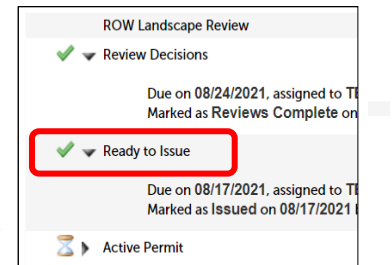 ROW Landscape Review
Review Decisions
Due on 08/24/2021, assigned to
Marked as Reviews Complete on
Ready to Issue
Due on 08/17/2021, assigned to
Marked as Issued on 08/17/2021
Active Permit